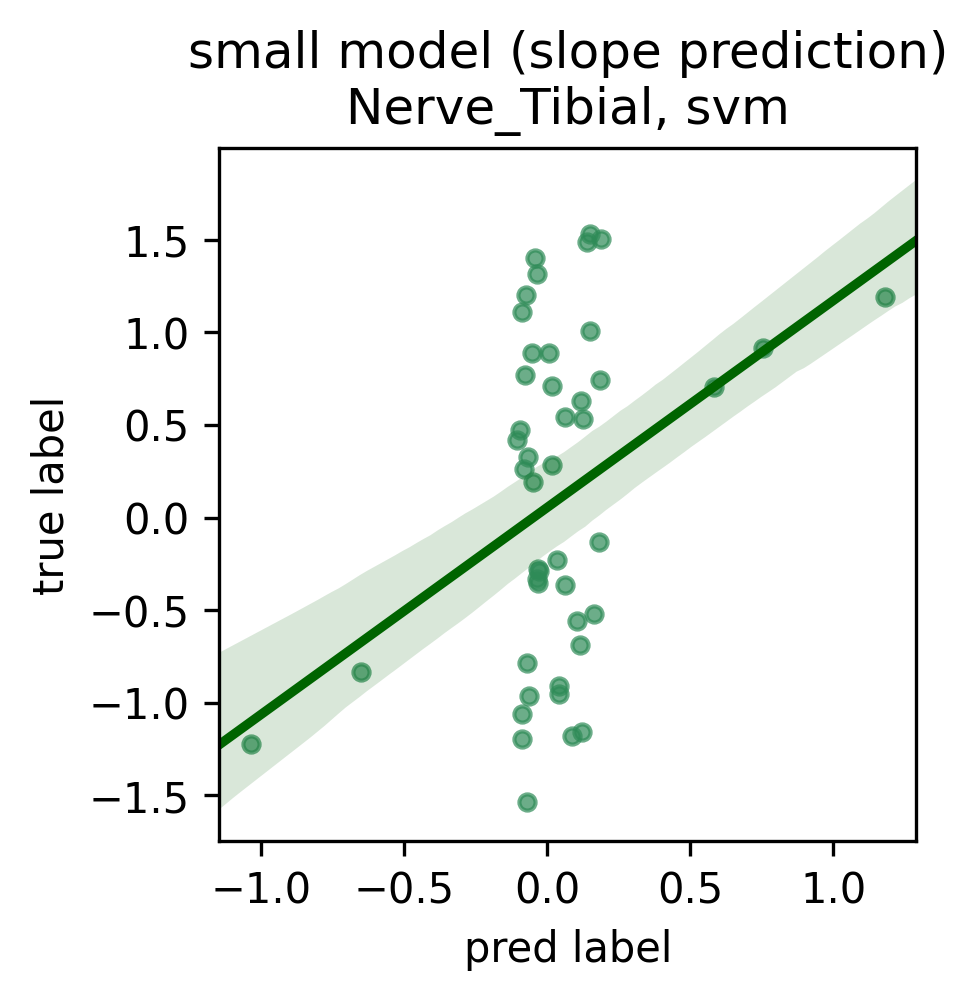 small model (slope prediction)
Nerve_Tibial, svm
1.5
1.0
0.5
0.0
−0.5
−1.0
−1.5
true label
−1.0 −0.5 0.0 0.5 1.0
pred label